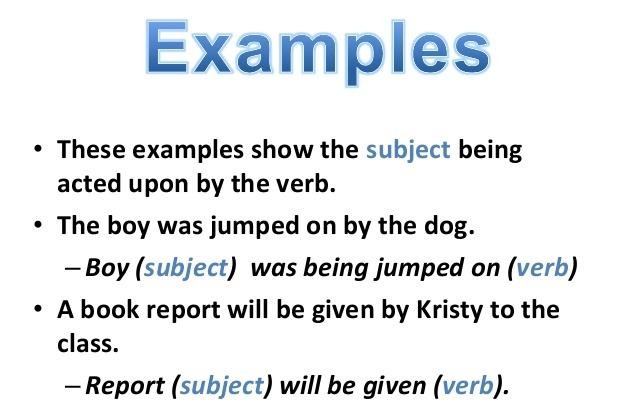 Examples
• These examples show the subject being
acted upon by the verb.
• The boy was jumped on by the dog.
– Boy (subject) was being jumped on (verb)
• A book report will be given by Kristy to the
class.
– Report (subject) will be given (verb).